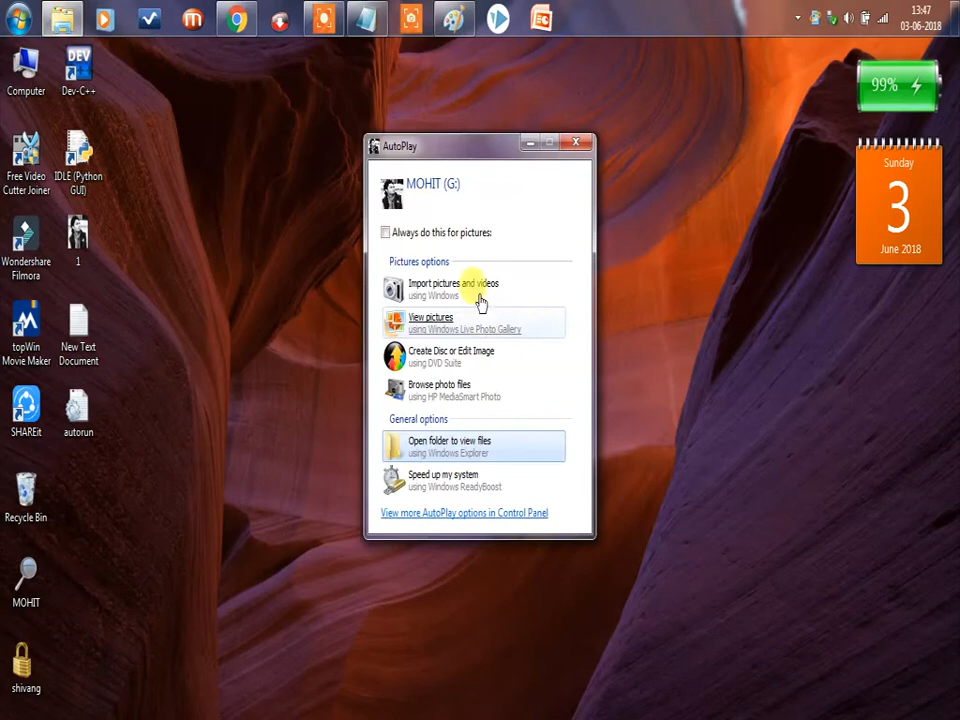 13:47
03-06-2018
Computer
Dev-C++
Free Video
Cutter Joiner
IDLE (Python
GUI)
Wondershare
Filmora
1
topWin
Movie Maker
New Text
Document
SHAREit
autorun
Recycle Bin
MOHIT
shivang
DEV
99%
Sunday
3
June 2018
AutoPlay
MOHIT (G:)
Always do this for pictures:
Pictures options
Import pictures and videos
using Windows
View pictures
using Windows Live Photo Gallery
Create Disc or Edit Image
using DVD Suite
Browse photo files
using HP MediaSmart Photo
General options
Open folder to view files
using Windows Explorer
Speed up my system
using Windows ReadyBoost
View more AutoPlay options in Control Panel